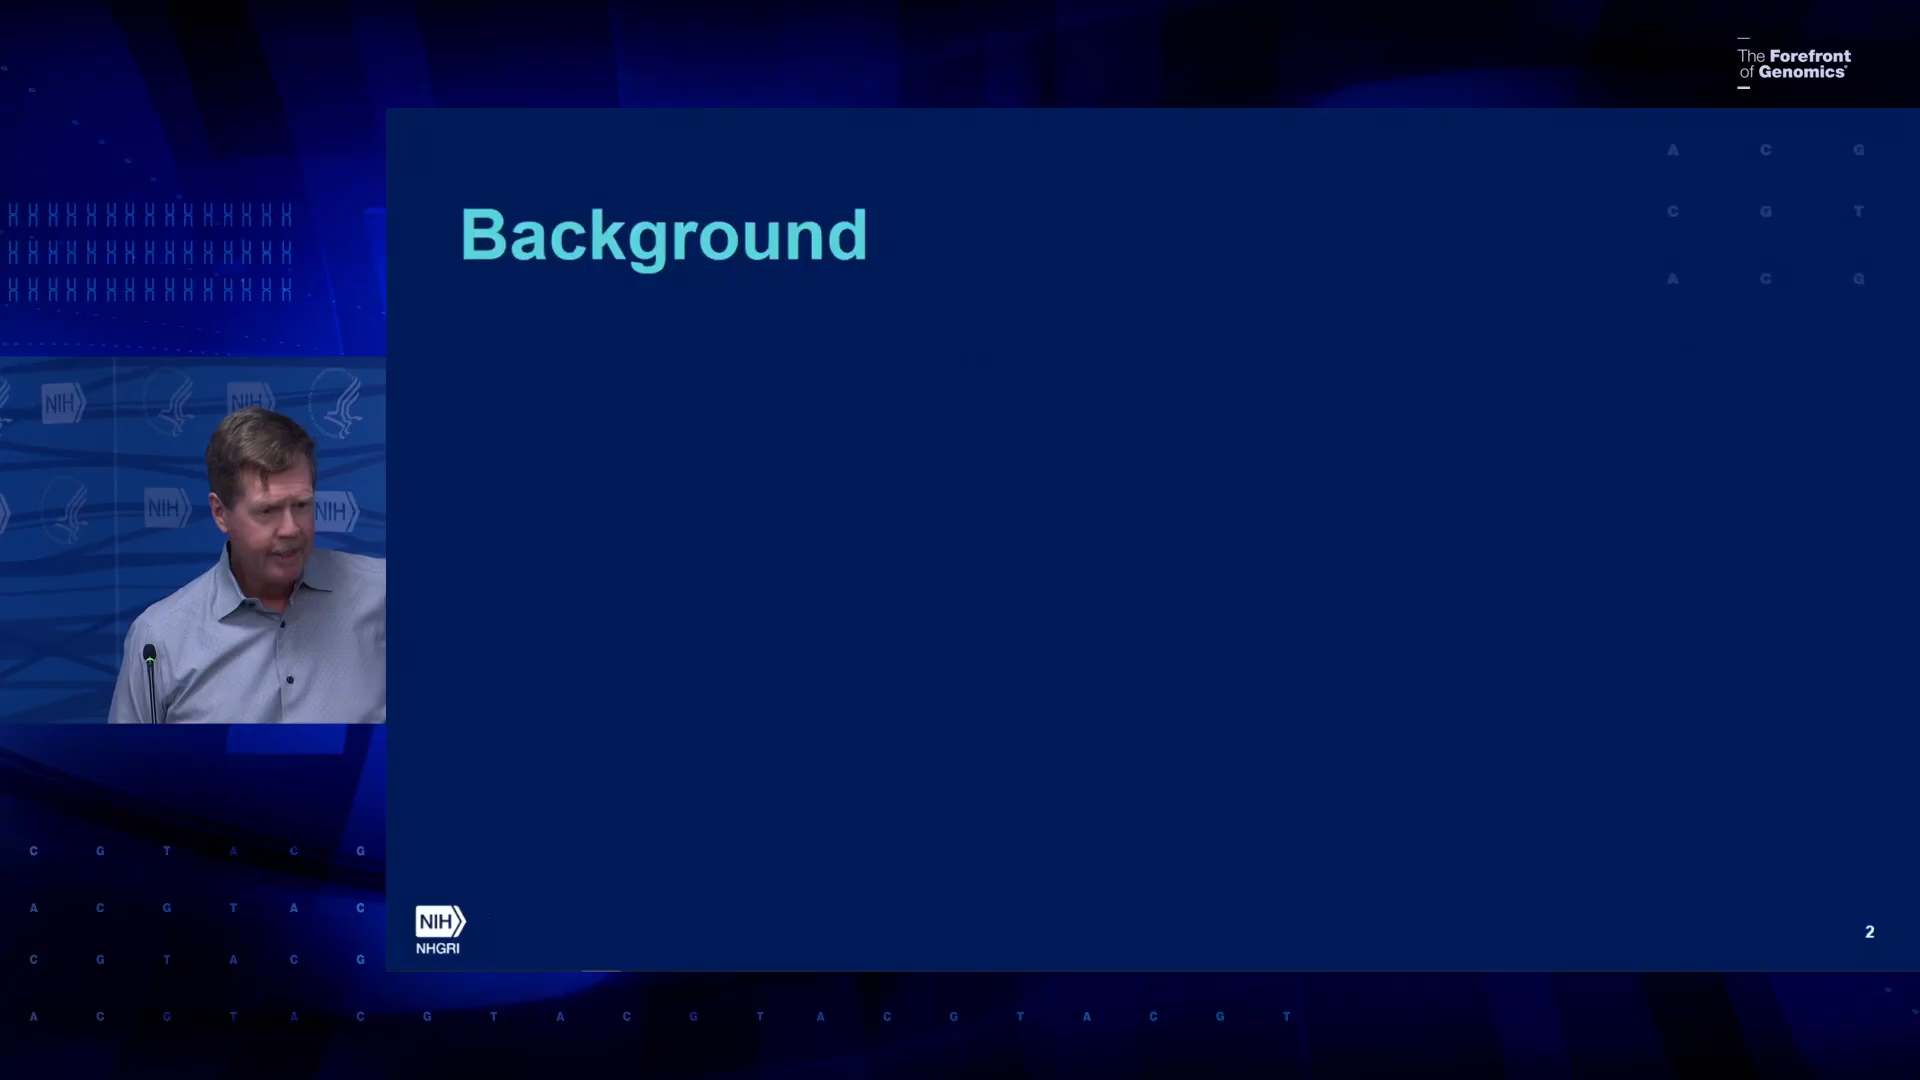 The Forefront
of Genomics®
A C G
C G T
A C G
Background
NIH
NIH
NIH
NIH
C G T A C G
A C G T A C
C G T A C G
NIH
NHGRI
2
A C G T A C G T A C G T A C G T A C G T